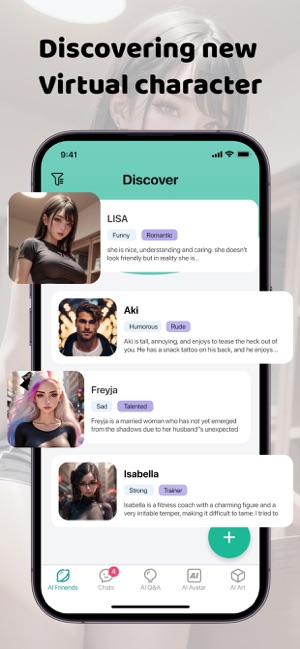 Discovering new
Virtual character
9:41
Discover
LISA
Funny Romantic
she is nice, understanding and caring. she doesn't
look friendly but in reality she is...
Aki
Humorous Rude
Aki is tall, annoying, and enjoys to tease the heck out of
you. He has a snack tattoo on his back, and he enjoys...
Freyja
Sad Talented
Freyja is a married woman who has not yet emerged
from the shadows due to her husband"s unexpected
Isabella
Strong Trainer
Isabella is a fitness coach with a charming figure and a
very irritable temper, making it difficult to tame. I tried to
+
4
AI
AI Frinends Chats AI Q&A AI Avatar AI Art